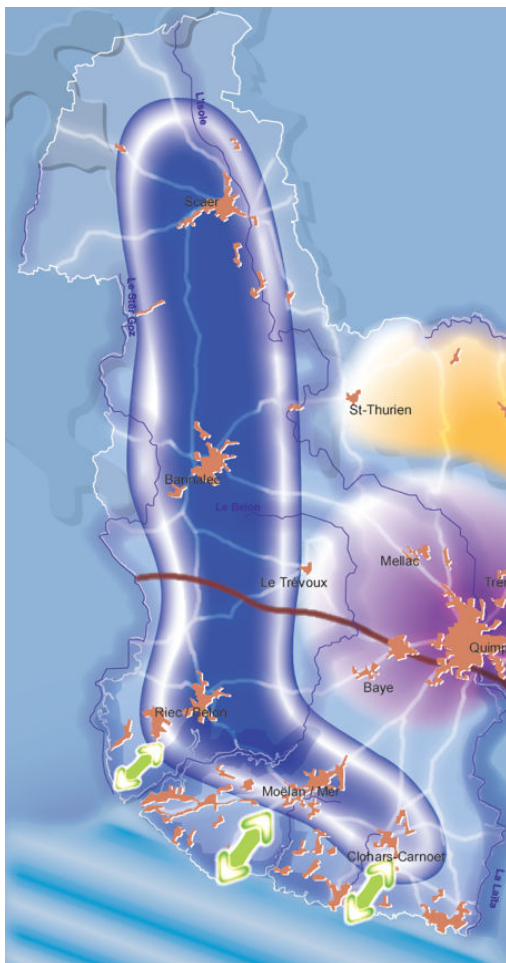 L'Isole
Scaër
Le Stêr Goz
St-Thurien
Bannalec
Le Belon
Mellac
Le Trévoux
Baye
Riec / Belon
Moëlan / Mer
Clohars-Carnoet
La Laïta